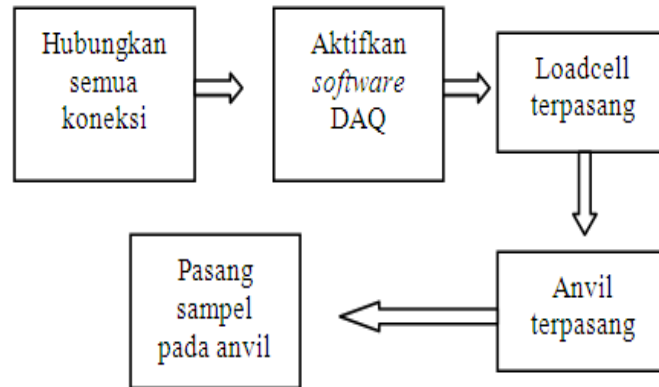 Hubungkan
semua
koneksi
Aktifkan
software
DAQ
Loadcell
terpasang
Anvil
terpasang
Pasang
sampel
pada anvil